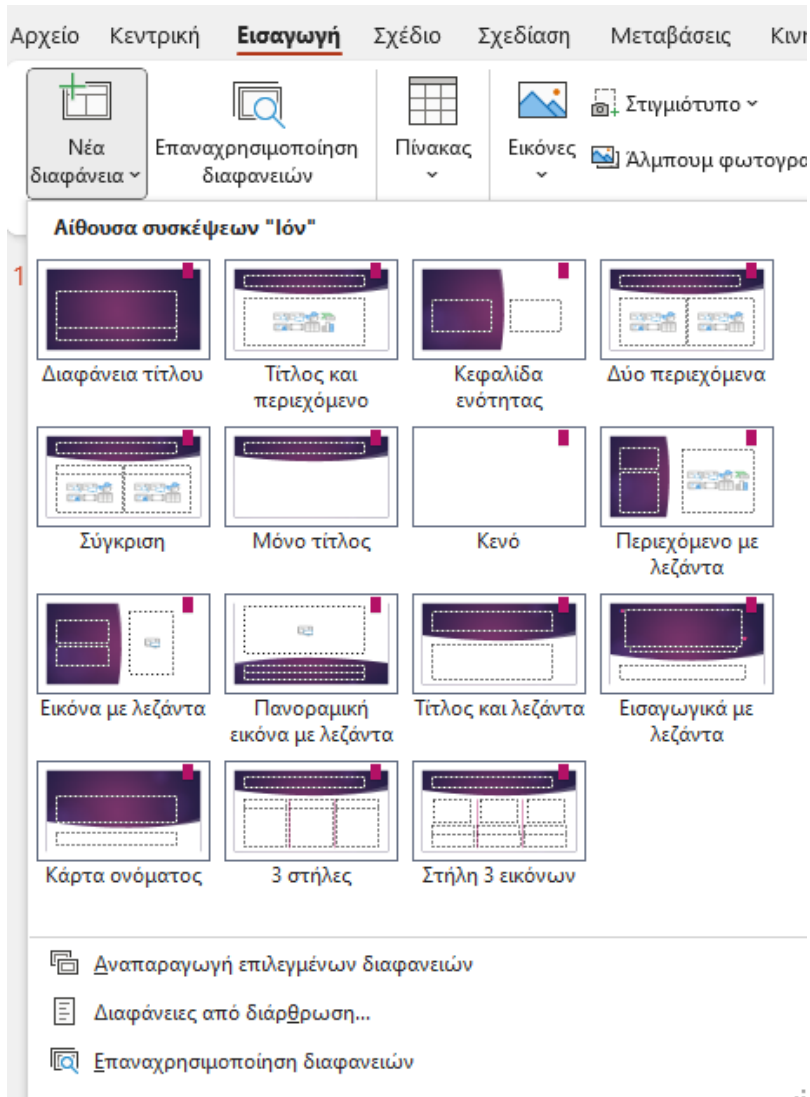 Αρχείο Κεντρική Εισαγωγή Σχέδιο Σχεδίαση Μεταβάσεις
Νέα
διαφάνεια
Επαναχρησιμοποίηση
διαφανειών
Πίνακας
Εικόνες
Στιγμιότυπο
Άλμπουμ
Αίθουσα συσκέψεων "Ιόν"
1
Διαφάνεια τίτλου
Τίτλος και
περιεχόμενο
Κεφαλίδα
ενότητας
Δύο περιεχόμενα
Σύγκριση
Μόνο τίτλος
Κενό
Περιεχόμενο με
λεζάντα
Εικόνα με λεζάντα
Πανοραμική
εικόνα με λεζάντα
Τίτλος και λεζάντα
Εισαγωγικά με
λεζάντα
Κάρτα ονόματος
3 στήλες
Στήλη 3 εικόνων
Αναπαραγωγή επιλεγμένων διαφανειών
Διαφάνειες από διάρθρωση...
Επαναχρησιμοποίηση διαφανειών